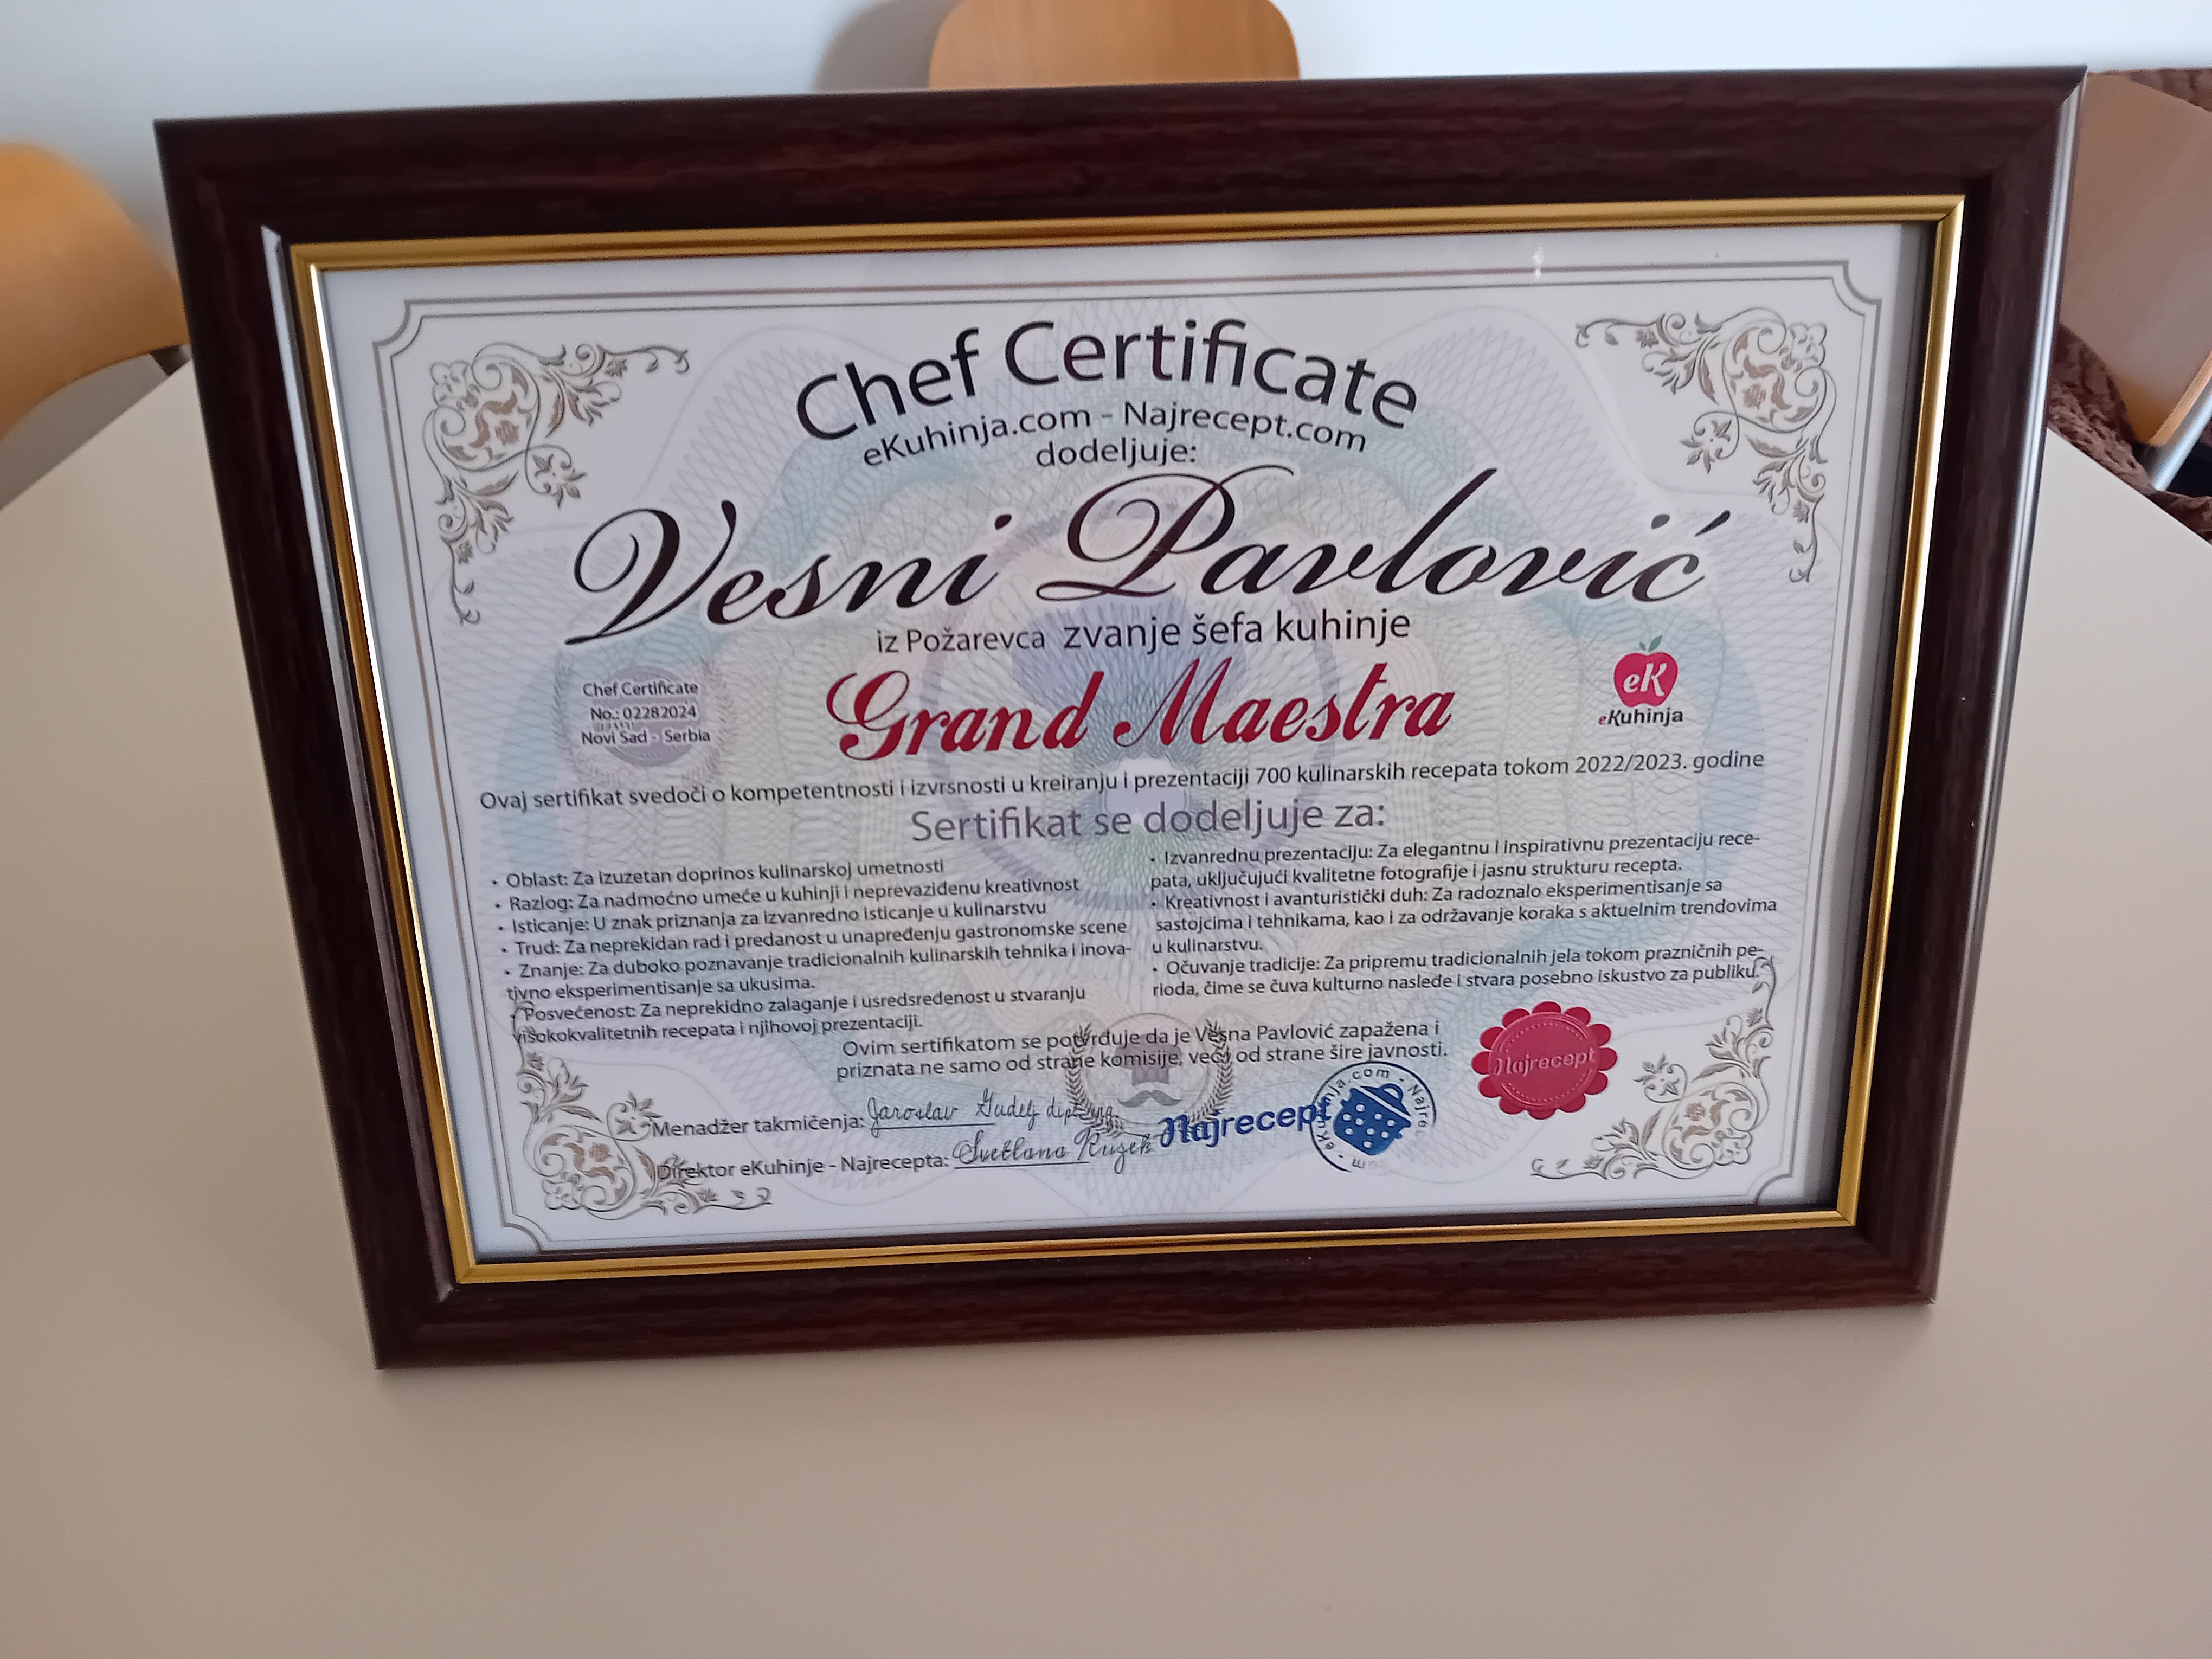 Chef Certificate
eKuhinja.com - Najrecept.com
dodeljuje:
Vesni Pavlović
iz Požarevca zvanje šefa kuhinje
Grand Maestra
Chef Certificate
No.: 02282024
Novi Sad - Serbia
eK
eKuhinja
Ovaj sertifikat svedoči o kompetentnosti i izvrsnosti u kreiranju i prezentaciji 700 kulinarskih recepata tokom 2022/2023. godine
Sertifikat se dodeljuje za:
• Oblast: Za izuzetan doprinos kulinarskoj umetnosti
• Razlog: Za nadmoćno umeće u kuhinji i neprevaziđenu kreativnost
• Isticanje: U znak priznanja za izvanredno isticanje u kulinarstvu
• Trud: Za neprekidan rad i predanost u unapređenju gastronomske scene
• Znanje: Za duboko poznavanje tradicionalnih kulinarskih tehnika i inova-
tivno eksperimentisanje sa ukusima.
• Posvećenost: Za neprekidno zalaganje i usredsređenost u stvaranju
visokokvalitetnih recepata i njihovoj prezentaciji.
• Izvanrednu prezentaciju: Za elegantnu i inspirativnu prezentaciju rece-
pata, uključujući kvalitetne fotografije i jasnu strukturu recepta.
• Kreativnost i avanturistički duh: Za radoznalo eksperimentisanje sa
sastojcima i tehnikama, kao i za održavanje koraka s aktuelnim trendovima
u kulinarstvu.
• Očuvanje tradicije: Za pripremu tradicionalnih jela tokom prazničnih pe-
rioda, čime se čuva kulturno nasleđe i stvara posebno iskustvo za publiku.
Ovim sertifikatom se potvrđuje da je Vesna Pavlović zapažena i
priznata ne samo od strane komisije, već i od strane šire javnosti.
Menadžer takmičenja: Jaroslav Gudelj
Direktor eKuhinje - Najrecepta: Svetlana
Najrecept
Najrecept